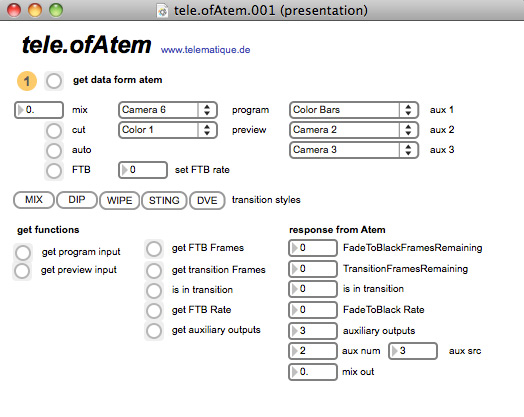 tele.ofAtem.001 (presentation)
tele.ofAtem www.telematique.de
1 get data form atem
0. mix Camera 6 program Color Bars aux 1
cut Color 1 preview Camera 2 aux 2
auto Camera 3 aux 3
FTB 0 set FTB rate
MIX DIP WIPE STING DVE transition styles
get functions
get program input
get preview input
get FTB Frames
get transition Frames
is in transition
get FTB Rate
get auxiliary outputs
response from Atem
0 FadeToBlackFramesRemaining
0 TransitionFramesRemaining
0 is in transition
0 FadeToBlack Rate
3 auxiliary outputs
2 aux num 3 aux src
0. mix out